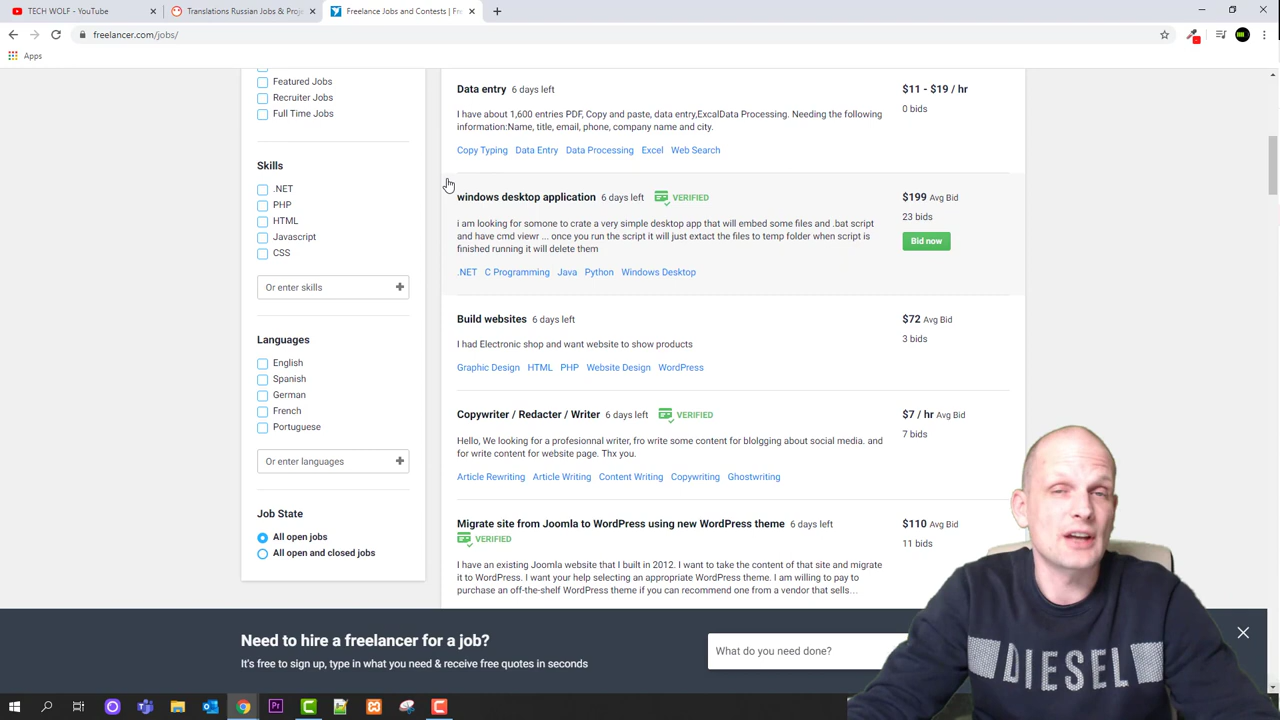 TECH WOLF - YouTube
Translations Russian Jobs & Proje
Freelance Jobs and Contests | Fre
freelancer.com/jobs/
Apps
Featured Jobs
Recruiter Jobs
Full Time Jobs
Skills
.NET
PHP
HTML
Javascript
CSS
Or enter skills
Languages
English
Spanish
German
French
Portuguese
Or enter languages
Job State
All open jobs
All open and closed jobs
Data entry 6 days left
$11 - $19 / hr
0 bids
I have about 1,600 entries PDF, Copy and paste, data entry,ExcalData Processing. Needing the following
information:Name, title, email, phone, company name and city.
Copy Typing Data Entry Data Processing Excel Web Search
windows desktop application 6 days left VERIFIED
$199 Avg Bid
23 bids
Bid now
i am looking for somone to crate a very simple desktop app that will embed some files and .bat script
and have cmd viewr ... once you run the script it will just extact the files to temp folder when script is
finished running it will delete them
.NET C Programming Java Python Windows Desktop
Build websites 6 days left
$72 Avg Bid
3 bids
I had Electronic shop and want website to show products
Graphic Design HTML PHP Website Design WordPress
Copywriter / Redacter / Writer 6 days left VERIFIED
$7 / hr Avg Bid
7 bids
Hello, We looking for a profesionnal writer, fro write some content for blolgging about social media. and
for write content for website page. Thx you.
Article Rewriting Article Writing Content Writing Copywriting Ghostwriting
Migrate site from Joomla to WordPress using new WordPress theme 6 days left
VERIFIED
$110 Avg Bid
11 bids
I have an existing Joomla website that I built in 2012. I want to take the content of that site and migrate
it to WordPress. I want your help selecting an appropriate WordPress theme. I am willing to pay to
purchase an off-the-shelf WordPress theme if you can recommend one from a vendor that sells...
Need to hire a freelancer for a job?
It's free to sign up, type in what you need & receive free quotes in seconds
What do you need done?
DIESEL
Pr
C
C